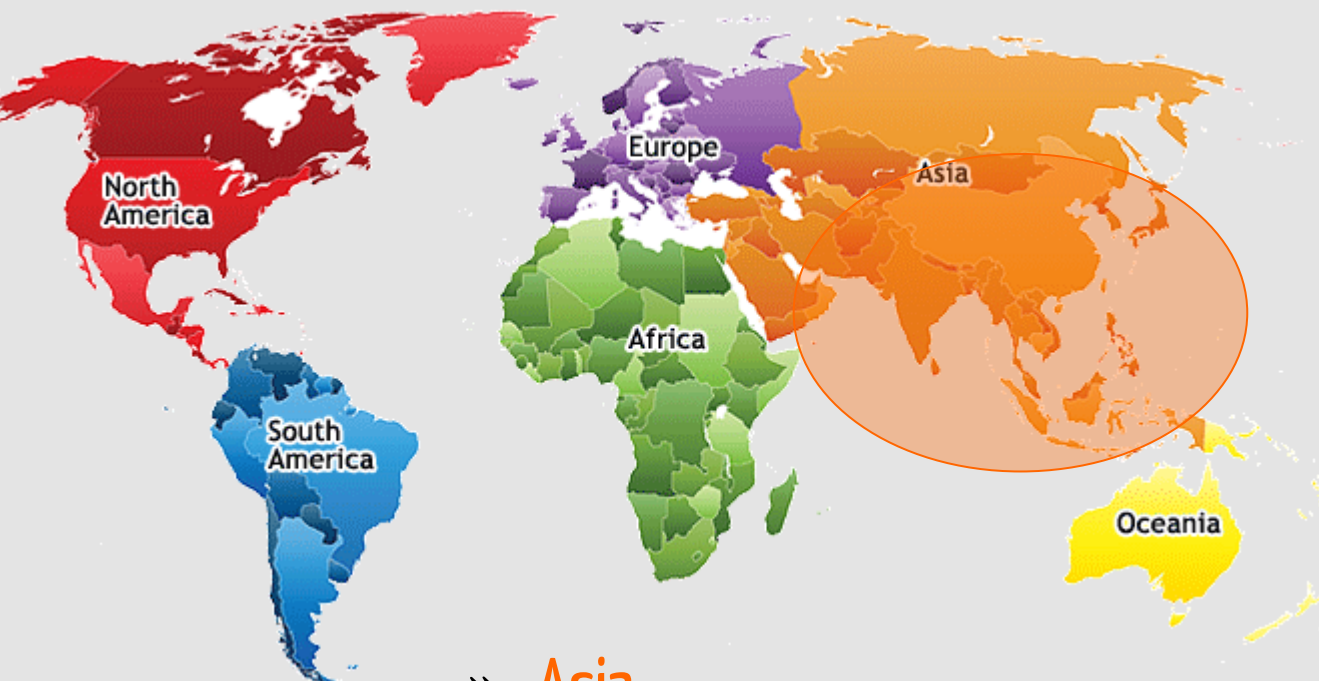 Europe
Asia
North
America
Africa
South
America
Oceania
» Asia